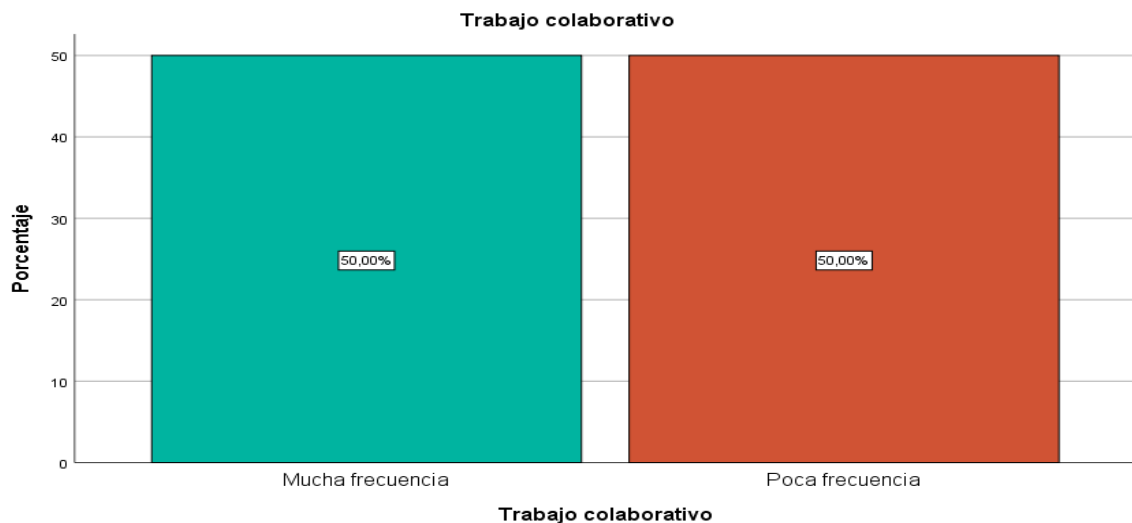 Trabajo colaborativo
Porcentaje
50
40
30
20
10
0
50,00%
50,00%
Mucha frecuencia
Poca frecuencia
Trabajo colaborativo